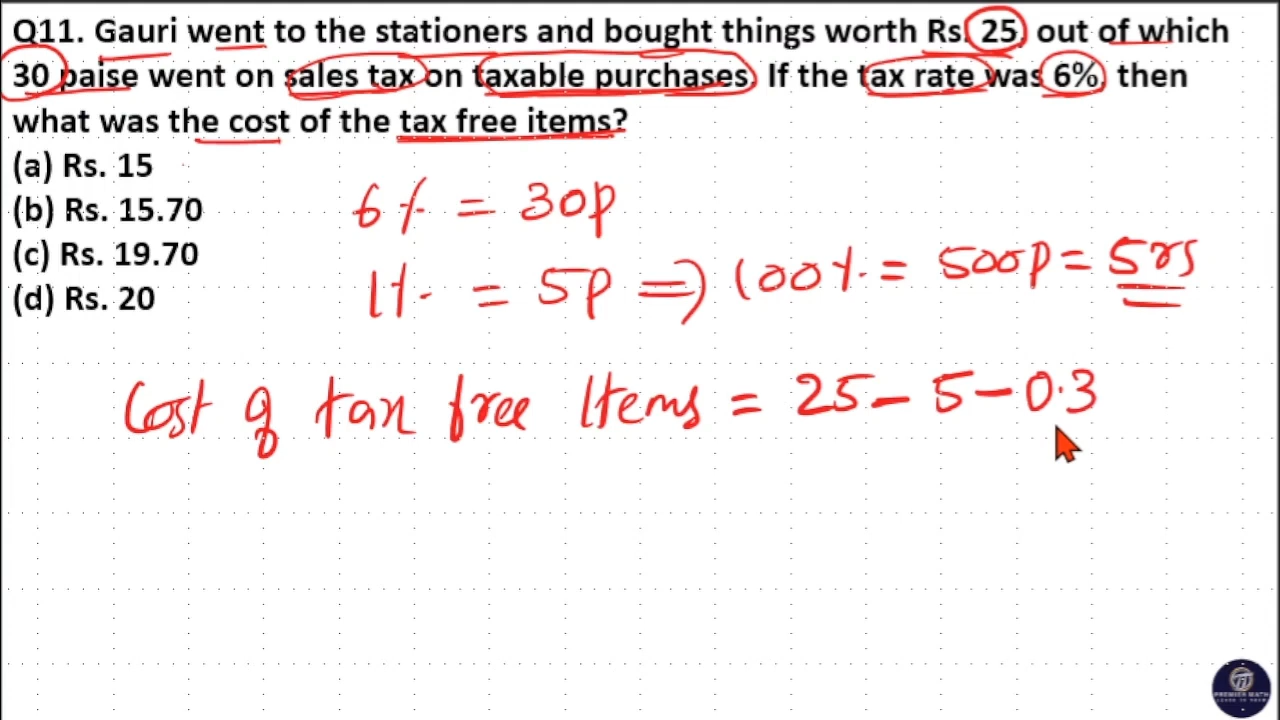 Q11. Gauri went to the stationers and bought things worth Rs. 25, out of which
30 paise went on sales tax on taxable purchases. If the tax rate was 6%, then
what was the cost of the tax free items?
(a) Rs. 15
(b) Rs. 15.70
(c) Rs. 19.70
(d) Rs. 20
6% = 30p
1% = 5p ⇒ 100% = 500p = 5rs
Cost of tax free Items = 25 - 5 - 0.3
PREMIER MATH